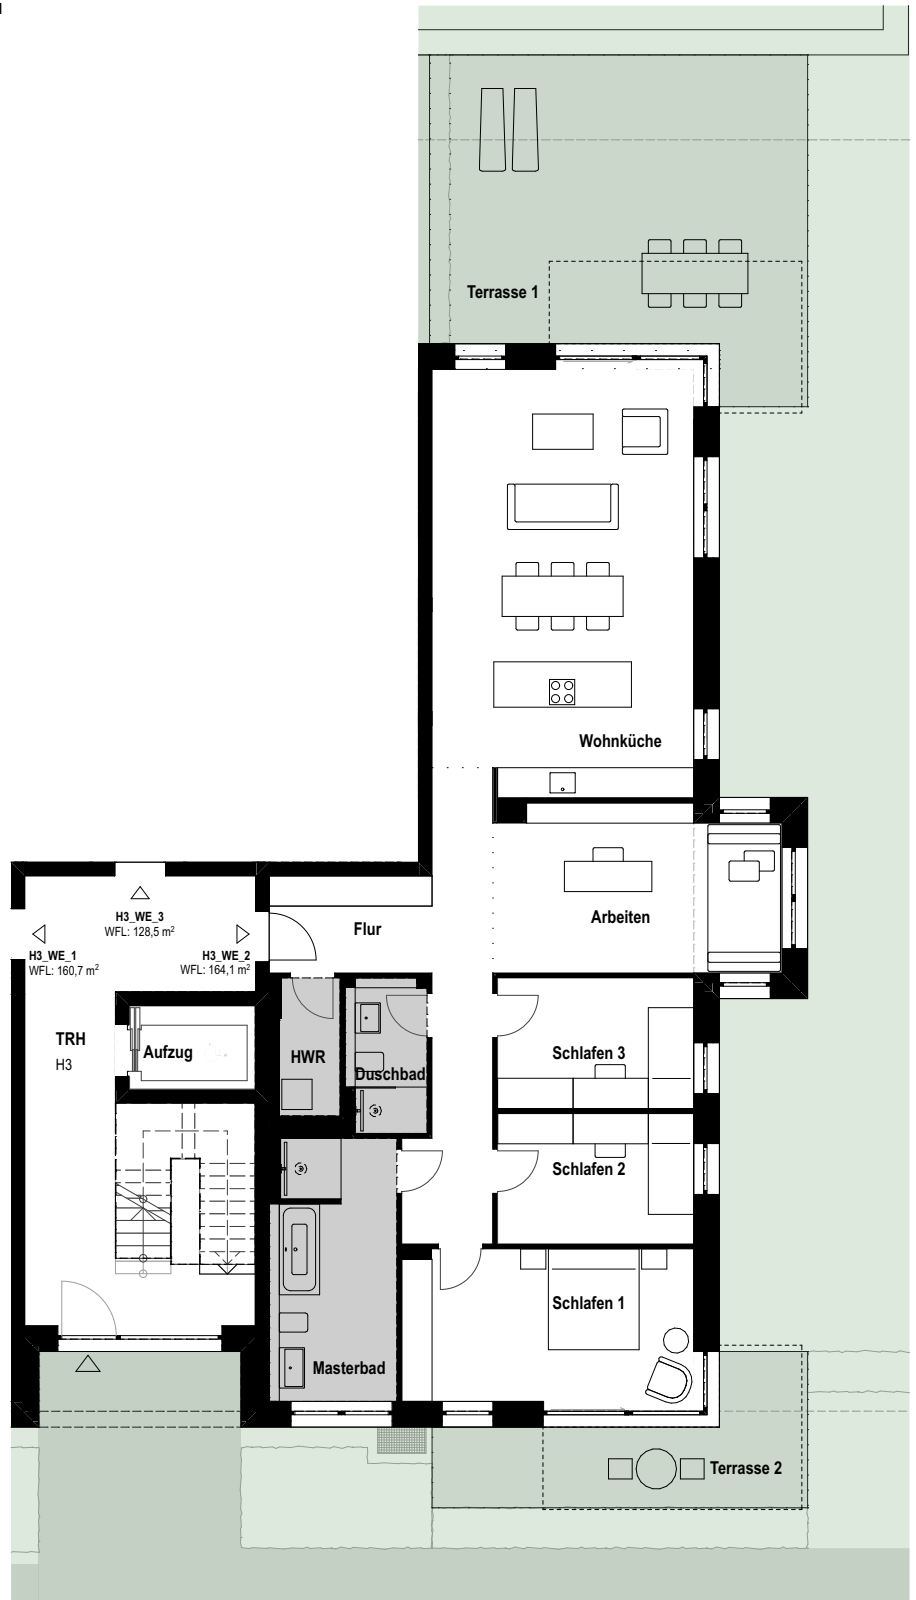 Terrasse 1
Wohnküche
Arbeiten
Flur
H3_WE_3
WFL: 128,5 m²
H3_WE_1
WFL: 160,7 m²
H3_WE_2
WFL: 164,1 m²
TRH
H3
Aufzug
HWR
Duschbad
Schlafen 3
Schlafen 2
Schlafen 1
Masterbad
Terrasse 2